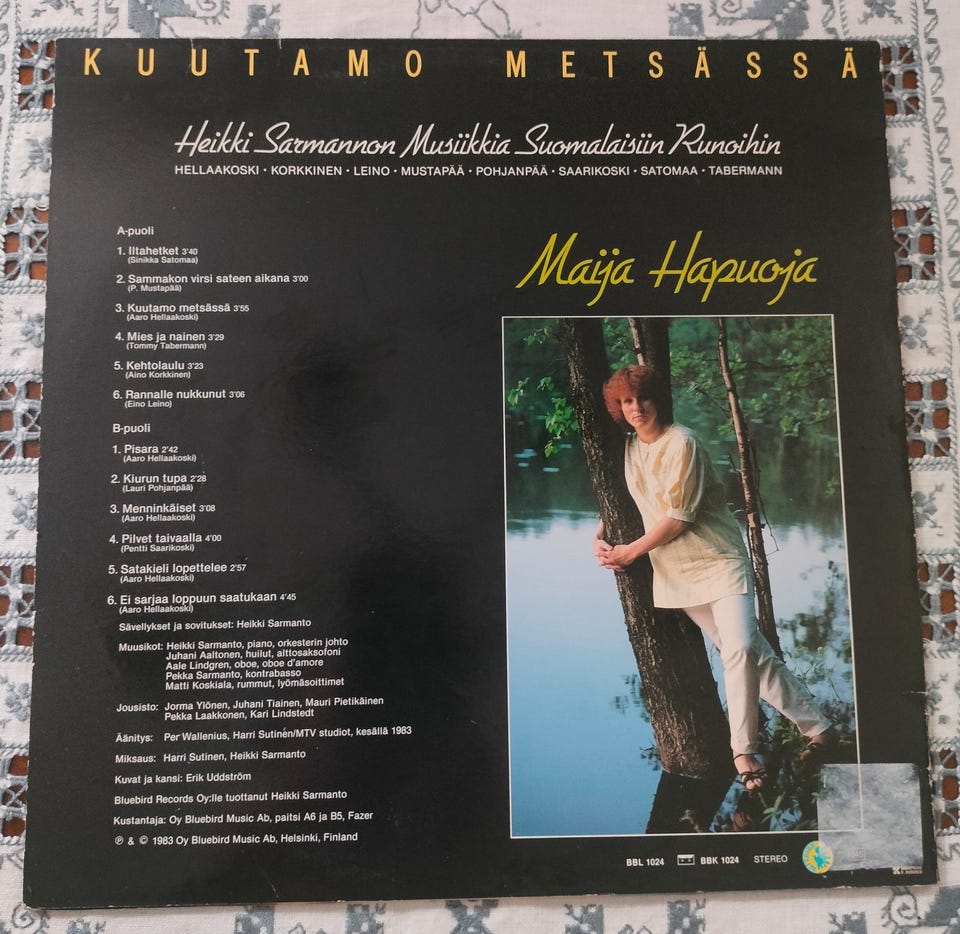 KUUTAMO METSÄSSÄ
Heikki Sarmannon Musiikkia Suomalaisiin Runoihin
HELLAAKOSKI · KORKKINEN · LEINO · MUSTAPÄÄ · POHJANPÄÄ · SAARIKOSKI · SATOMAA · TABERMANN
Maija Hapuoja
A-puoli
1. Iltahetket 3'40
(Sinikka Satomaa)
2. Sammakon virsi sateen aikana 3'00
(P. Mustapää)
3. Kuutamo metsässä 3'55
(Aaro Hellaakoski)
4. Mies ja nainen 3'29
(Tommy Tabermann)
5. Kehtolaulu 3'23
(Aino Korkkinen)
6. Rannalle nukkunut 3'06
(Eino Leino)
B-puoli
1. Pisara 2'42
(Aaro Hellaakoski)
2. Kiurun tupa 2'28
(Lauri Pohjanpää)
3. Menninkäiset 3'08
(Aaro Hellaakoski)
4. Pilvet taivaalla 4'00
(Pentti Saarikoski)
5. Satakieli lopettelee 2'57
(Aaro Hellaakoski)
6. Ei sarjaa loppuun saatukaan 4'45
(Aaro Hellaakoski)
Sävellykset ja sovitukset: Heikki Sarmanto
Muusikot: Heikki Sarmanto, piano, orkesterin johto
Juhani Aaltonen, huilut, alttosaksofoni
Aale Lindgren, oboe, oboe d'amore
Pekka Sarmanto, kontrabasso
Matti Koskiala, rummut, lyömäsoittimet
Jousisto: Jorma Ylönen, Juhani Tiainen, Mauri Pietikäinen
Pekka Laakkonen, Kari Lindstedt
Äänitys: Per Wallenius, Harri Sutinen/MTV studiot, kesällä 1983
Miksaus: Harri Sutinen, Heikki Sarmanto
Kuvat ja kansi: Erik Uddström
Bluebird Records Oy:lle tuottanut Heikki Sarmanto
Kustantaja: Oy Bluebird Music Ab, paitsi A6 ja B5, Fazer
℗ & © 1983 Oy Bluebird Music Ab, Helsinki, Finland
BBL 1024 BBK 1024 STEREO